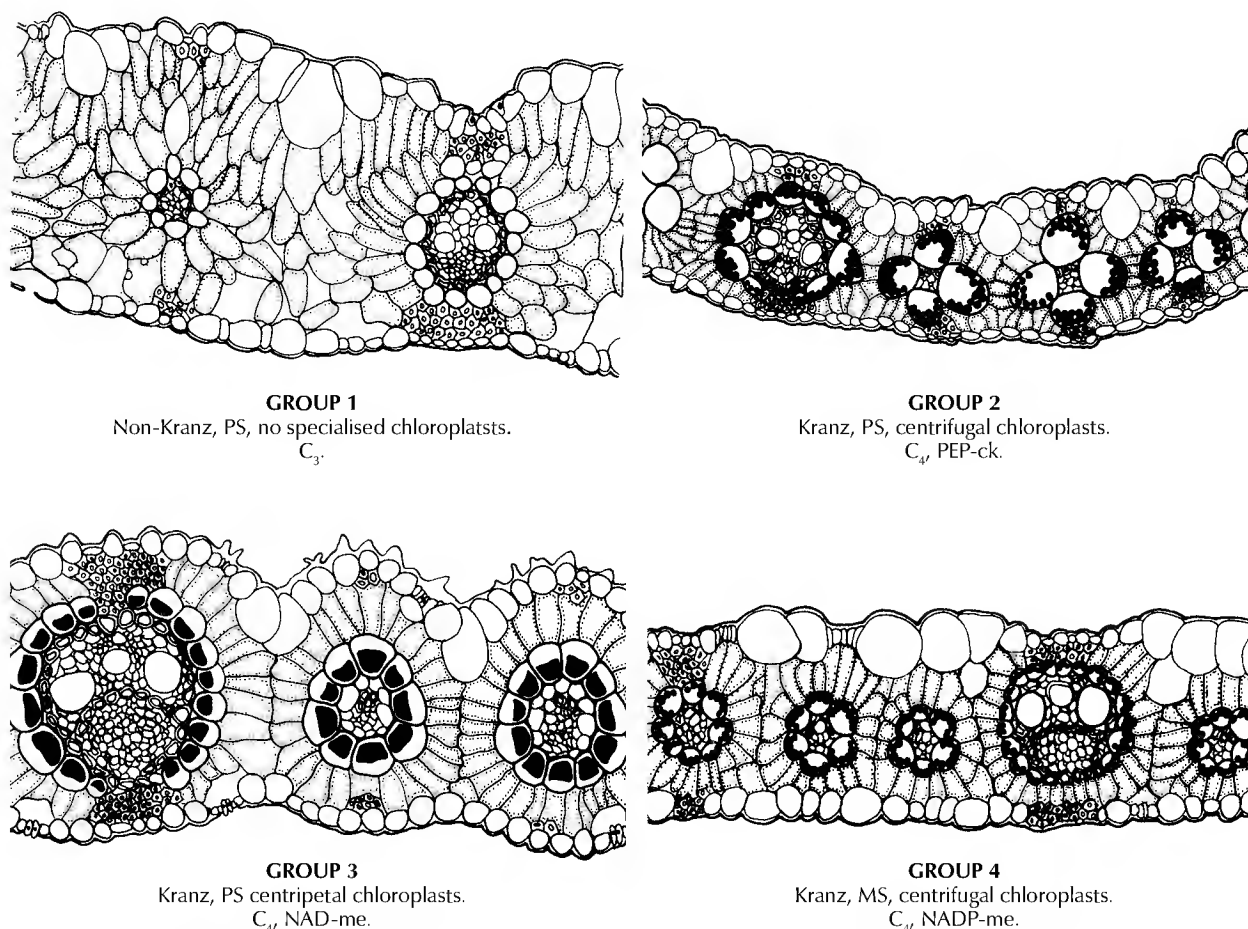 GROUP 1
Non-Kranz, PS, no specialised chloroplatsts.
C₃.
GROUP 2
Kranz, PS, centrifugal chloroplasts.
C₄, PEP-ck.
GROUP 3
Kranz, PS centripetal chloroplasts.
C₄, NAD-me.
GROUP 4
Kranz, MS, centrifugal chloroplasts.
C₄, NADP-me.